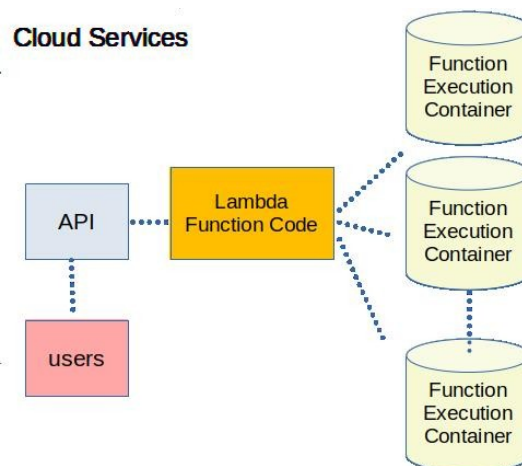 Cloud Services
Function
Execution
Container
Lambda
Function Code
API
Function
Execution
Container
users
Function
Execution
Container